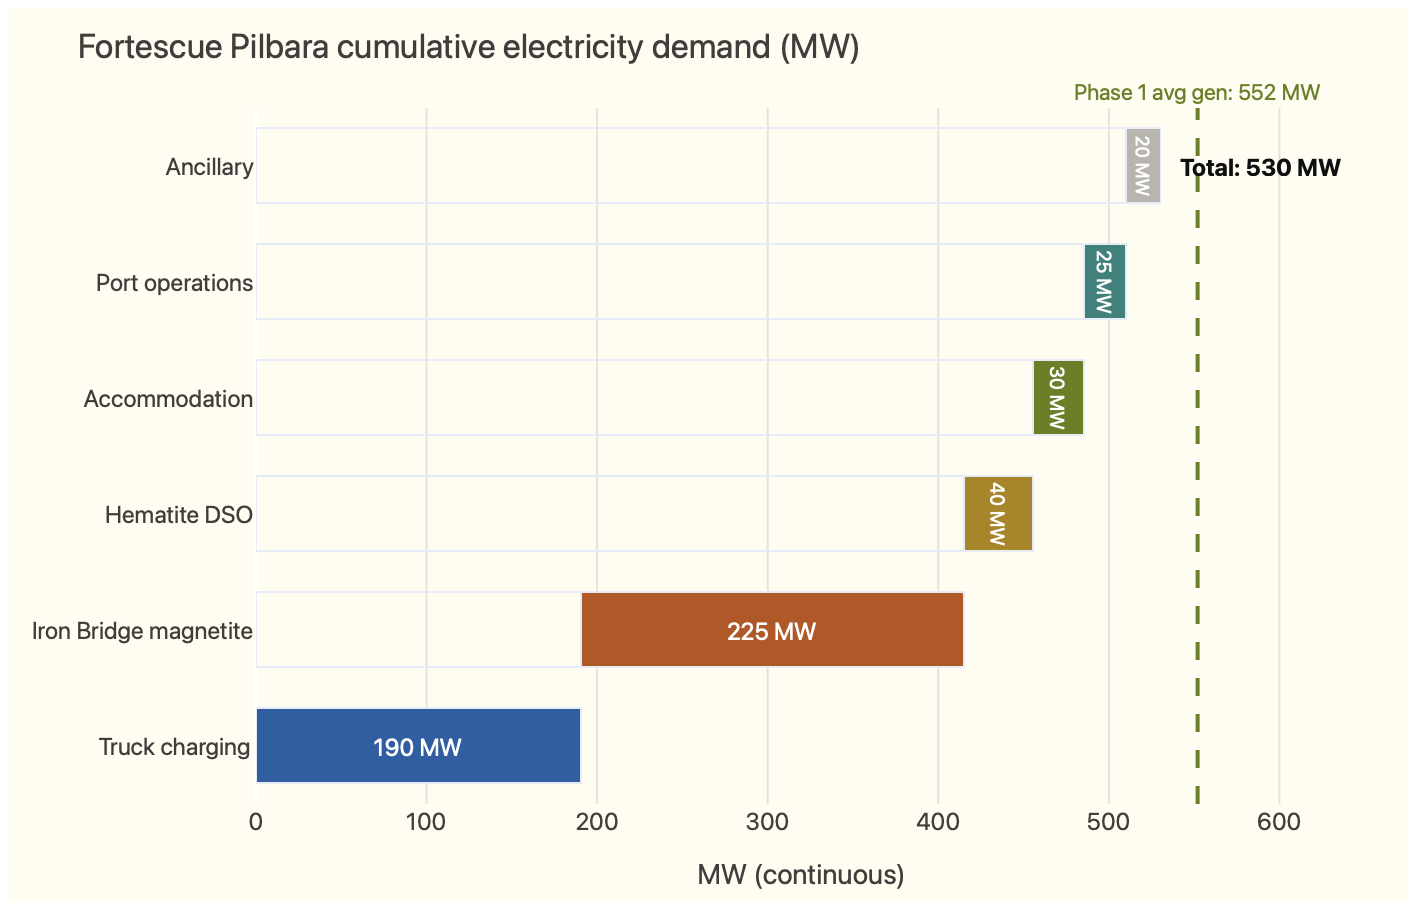 Fortescue Pilbara cumulative electricity demand (MW)
Phase 1 avg gen: 552 MW
Ancillary
20 MW
Total: 530 MW
Port operations
25 MW
Accommodation
30 MW
Hematite DSO
40 MW
Iron Bridge magnetite
225 MW
Truck charging
190 MW
0 100 200 300 400 500 600
MW (continuous)